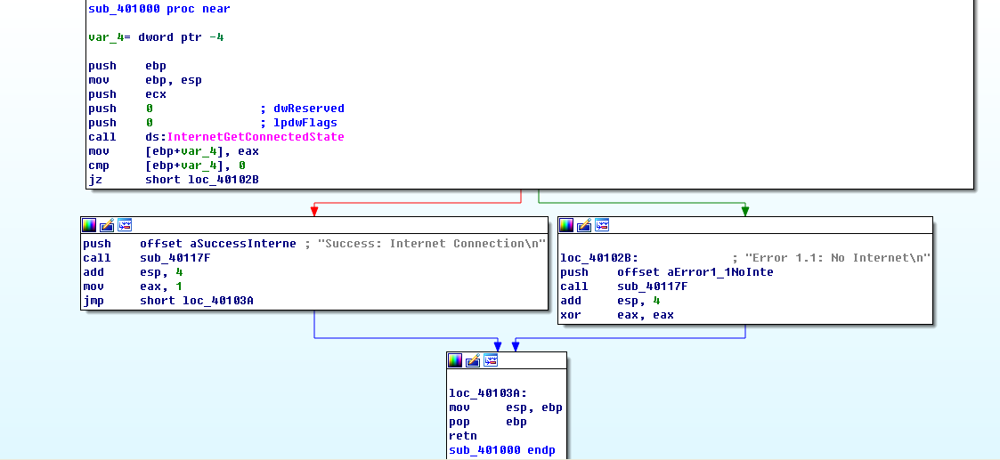 sub_401000 proc near
var_4= dword ptr -4
push ebp
mov ebp, esp
push ecx
push 0 ; dwReserved
push 0 ; lpdwFlags
call ds:InternetGetConnectedState
mov [ebp+var_4], eax
cmp [ebp+var_4], 0
jz short loc_40102B
push offset aSuccessInterne ; "Success: Internet Connection\n"
call sub_40117F
add esp, 4
mov eax, 1
jmp short loc_40103A
loc_40102B: ; "Error 1.1: No Internet\n"
push offset aError1_1NoInte
call sub_40117F
add esp, 4
xor eax, eax
loc_40103A:
mov esp, ebp
pop ebp
retn
sub_401000 endp